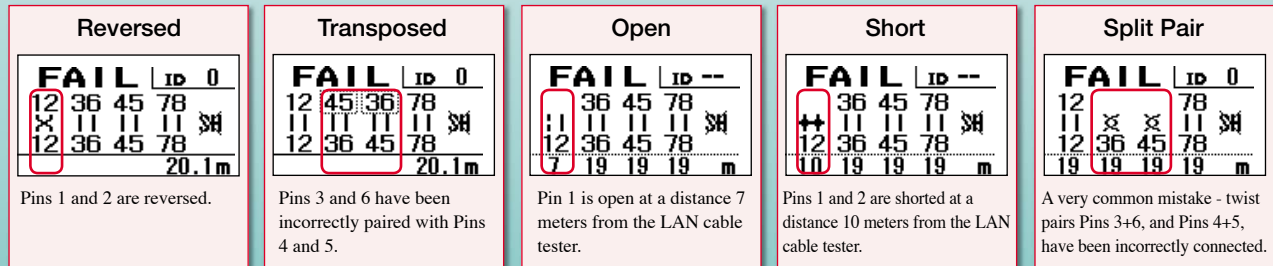 Reversed
FAIL ID 0
12 36 45 78
SH
12 36 45 78
20.1m
Pins 1 and 2 are reversed.
Transposed
FAIL ID 0
12 45 36 78
SH
12 36 45 78
20.1m
Pins 3 and 6 have been
incorrectly paired with Pins
4 and 5.
Open
FAIL ID --
36 45 78
SH
12 36 45 78
7 19 19 19 m
Pin 1 is open at a distance 7
meters from the LAN cable
tester.
Short
FAIL ID --
36 45 78
SH
12 36 45 78
10 19 19 19 m
Pins 1 and 2 are shorted at a
distance 10 meters from the LAN
cable tester.
Split Pair
FAIL ID 0
12 78
SH
12 36 45 78
19 19 19 19 m
A very common mistake - twist
pairs Pins 3+6, and Pins 4+5,
have been incorrectly connected.